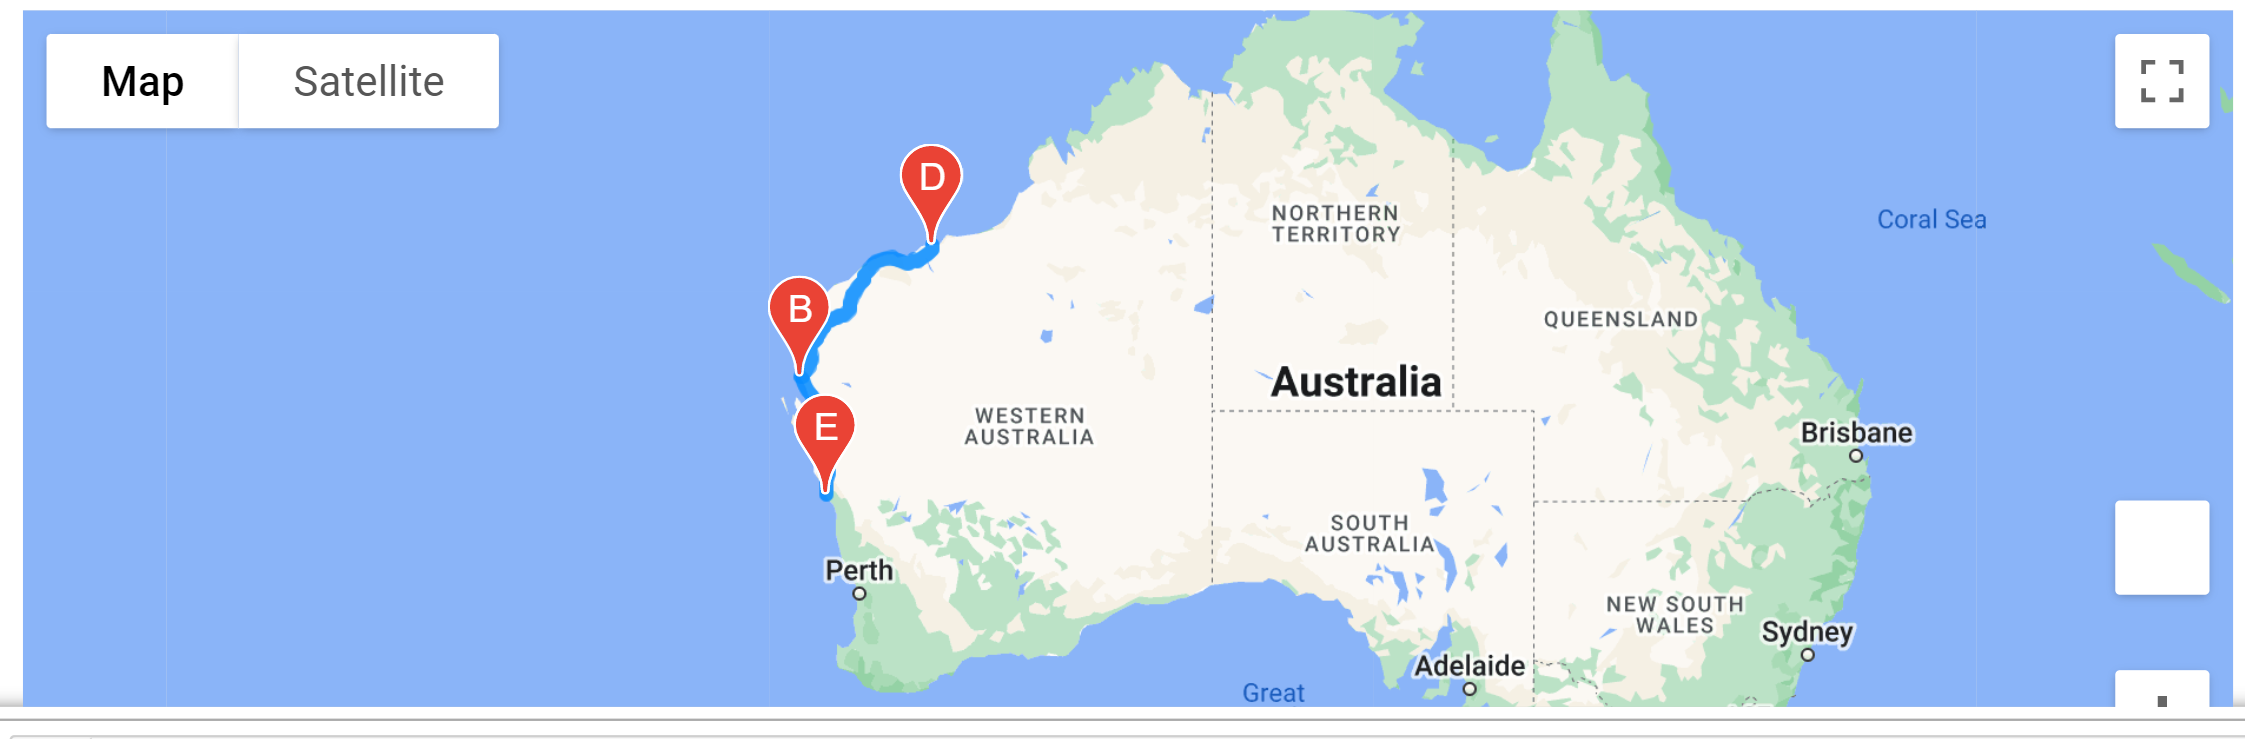 Map
Satellite
D
NORTHERN
TERRITORY
Coral Sea
B
QUEENSLAND
Australia
WESTERN
AUSTRALIA
E
Brisbane
SOUTH
AUSTRALIA
Perth
NEW SOUTH
WALES
Sydney
Adelaide
Great